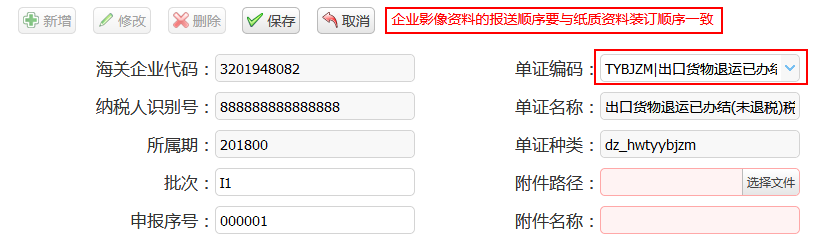 新增 修改 删除 保存 取消 企业影像资料的报送顺序要与纸质资料装订顺序一致
海关企业代码： 3201948082 单证编码： TYBJZM|出口货物退运已办结
纳税人识别号： 888888888888888 单证名称： 出口货物退运已办结(未退税)税
所属期： 201800 单证种类： dz_hwtyybjzm
批次： I1 附件路径： 选择文件
申报序号： 000001 附件名称：